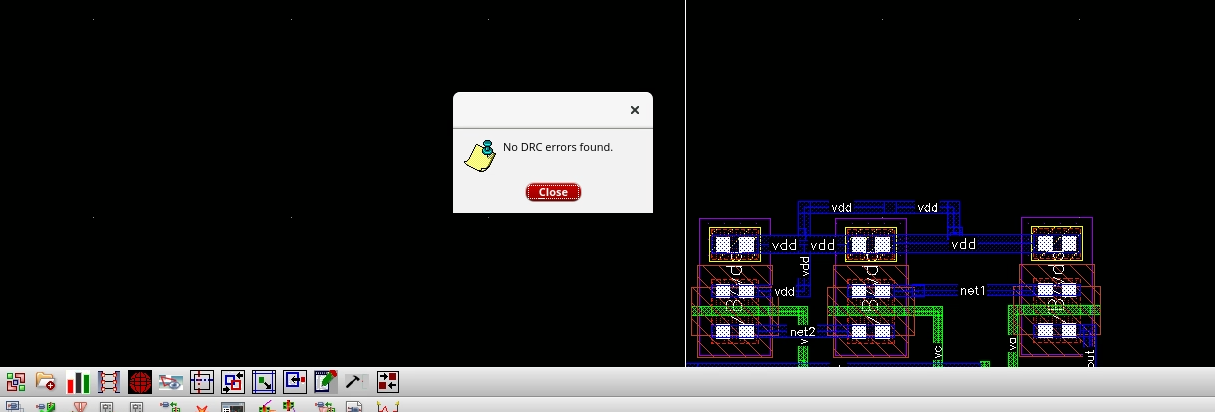 No DRC errors found.
Close
vdd vdd
vdd vdd vdd
vdd
vdd net1
net2
vc va out